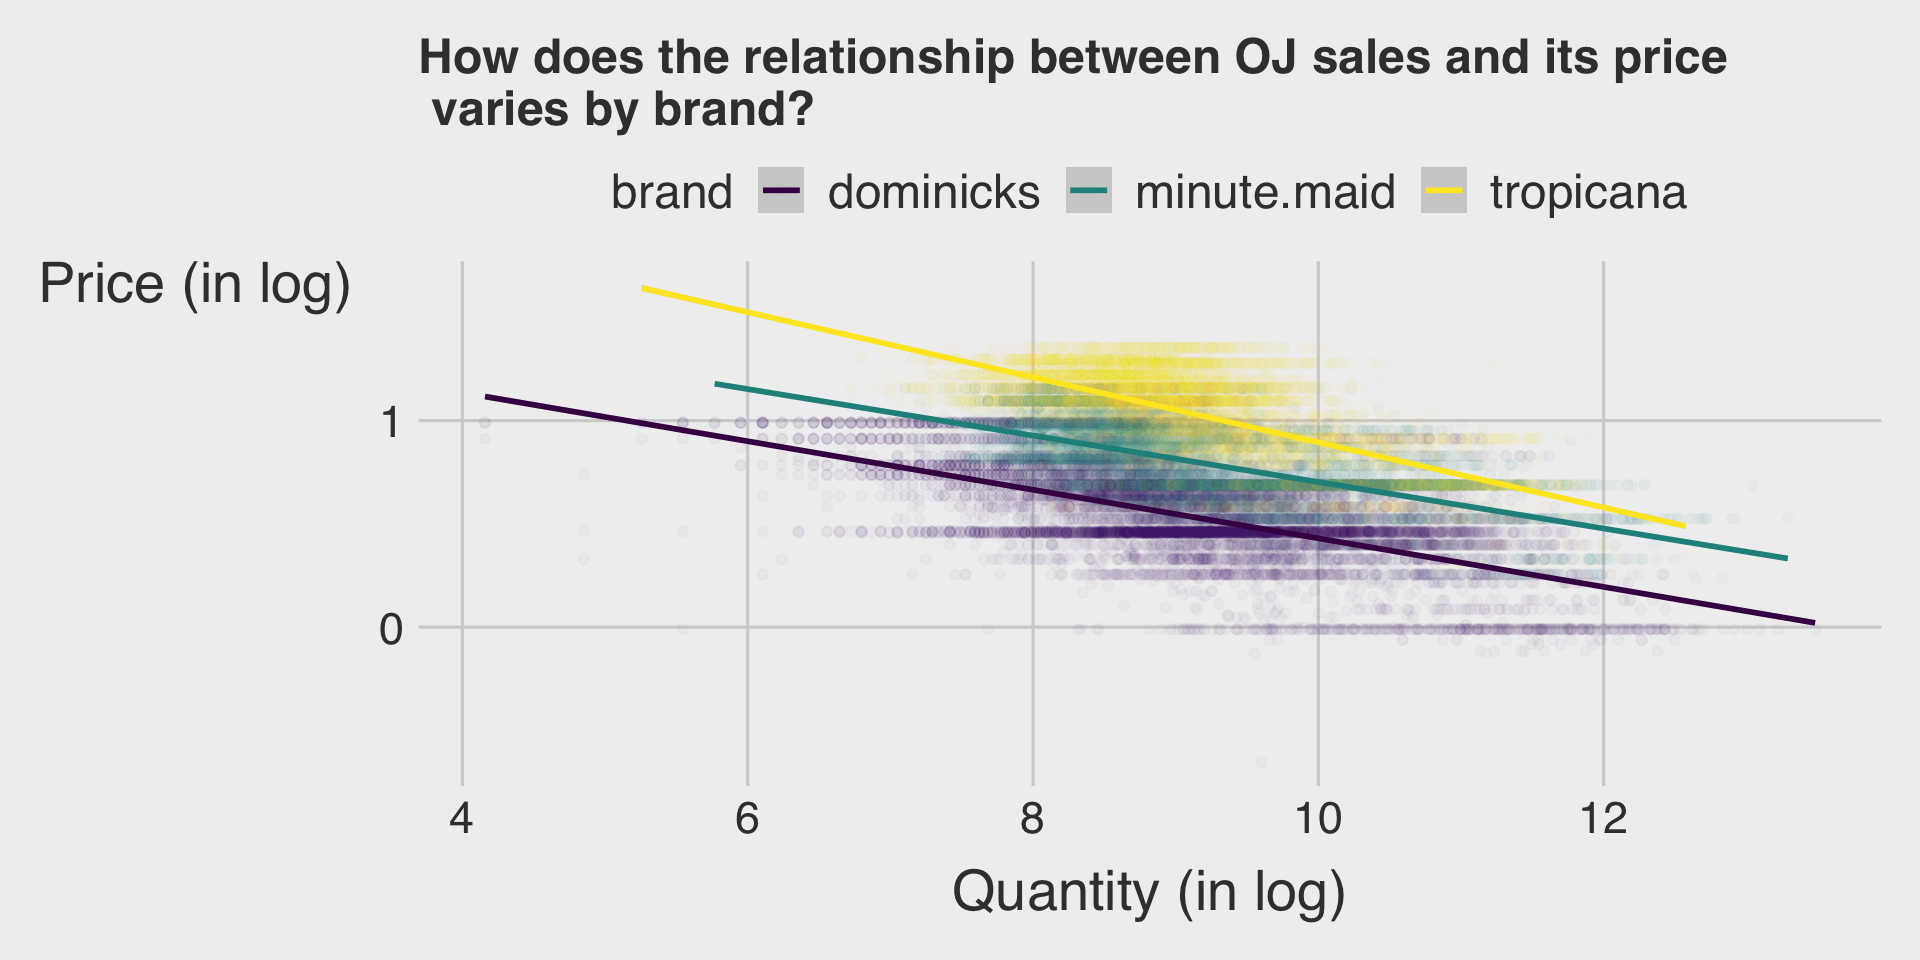 How does the relationship between OJ sales and its price
varies by brand?
brand dominicks minute.maid tropicana
Price (in log)
1
0
4 6 8 10 12
Quantity (in log)